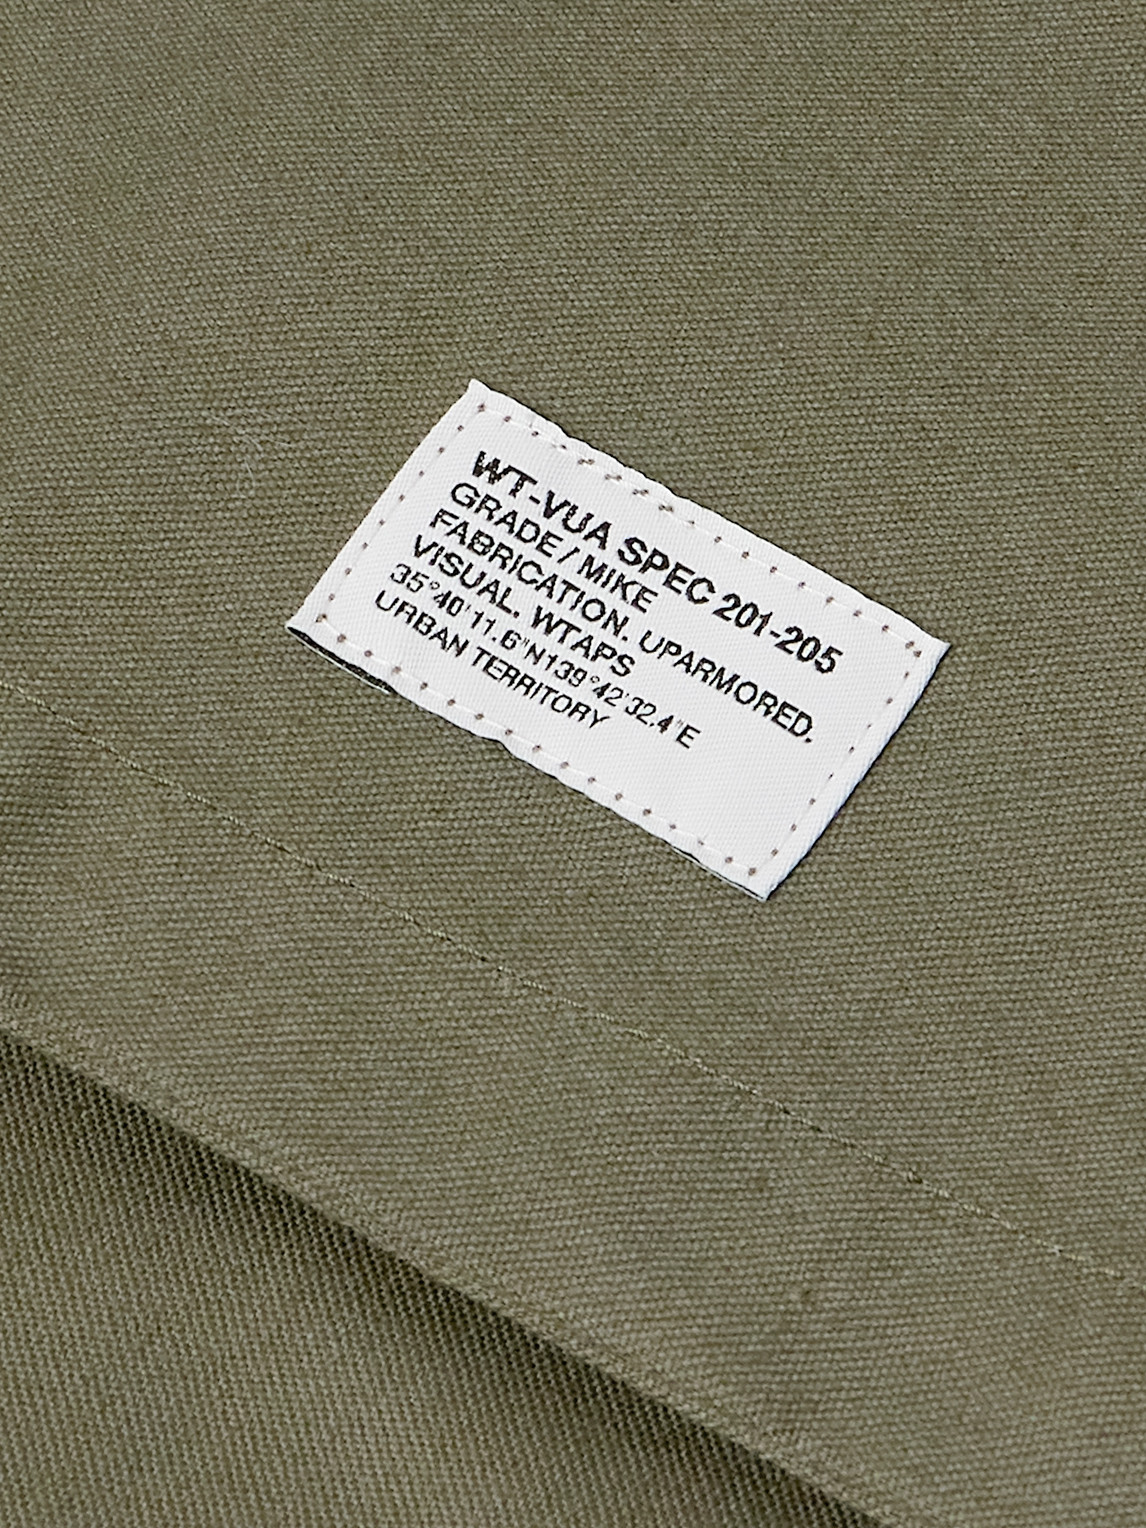 WT-VUA SPEC 201-205
GRADE / MIKE
FABRICATION. UPARMORED.
VISUAL. WTAPS
35°40'11.6"N139°42'32.4"E
URBAN TERRITORY